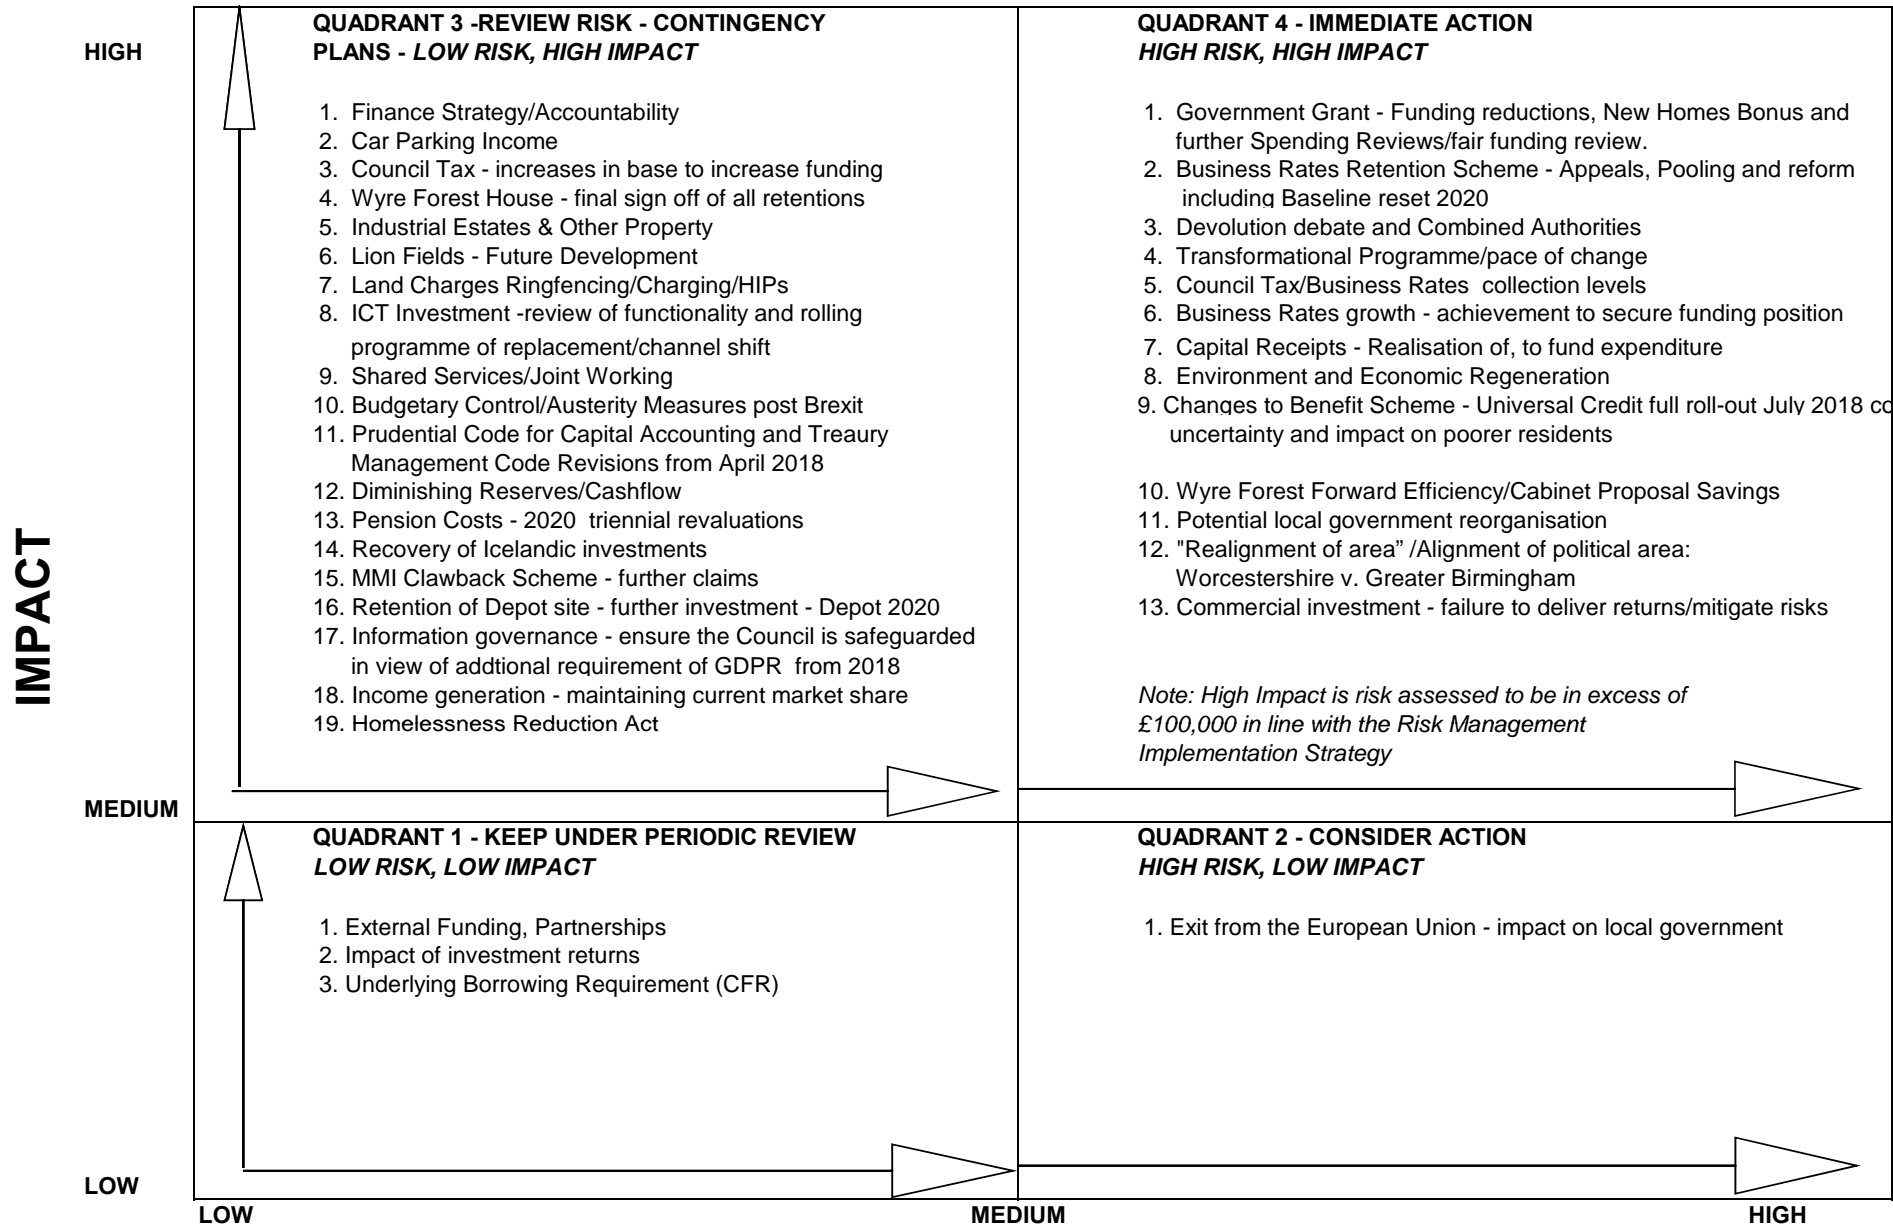 QUADRANT 3 -REVIEW RISK - CONTINGENCY
PLANS - LOW RISK, HIGH IMPACT
1. Finance Strategy/Accountability
2. Car Parking Income
3. Council Tax - increases in base to increase funding
4. Wyre Forest House - final sign off of all retentions
5. Industrial Estates & Other Property
6. Lion Fields - Future Development
7. Land Charges Ringfencing/Charging/HIPs
8. ICT Investment -review of functionality and rolling
programme of replacement/channel shift
9. Shared Services/Joint Working
10. Budgetary Control/Austerity Measures post Brexit
11. Prudential Code for Capital Accounting and Treaury
Management Code Revisions from April 2018
12. Diminishing Reserves/Cashflow
13. Pension Costs - 2020 triennial revaluations
14. Recovery of Icelandic investments
15. MMI Clawback Scheme - further claims
16. Retention of Depot site - further investment - Depot 2020
17. Information governance - ensure the Council is safeguarded
in view of addtional requirement of GDPR from 2018
18. Income generation - maintaining current market share
19. Homelessness Reduction Act
QUADRANT 4 - IMMEDIATE ACTION
HIGH RISK, HIGH IMPACT
1. Government Grant - Funding reductions, New Homes Bonus and
further Spending Reviews/fair funding review.
2. Business Rates Retention Scheme - Appeals, Pooling and reform
including Baseline reset 2020
3. Devolution debate and Combined Authorities
4. Transformational Programme/pace of change
5. Council Tax/Business Rates collection levels
6. Business Rates growth - achievement to secure funding position
7. Capital Receipts - Realisation of, to fund expenditure
8. Environment and Economic Regeneration
9. Changes to Benefit Scheme - Universal Credit full roll-out July 2018
uncertainty and impact on poorer residents
10. Wyre Forest Forward Efficiency/Cabinet Proposal Savings
11. Potential local government reorganisation
12. "Realignment of area” /Alignment of political area:
Worcestershire v. Greater Birmingham
13. Commercial investment - failure to deliver returns/mitigate risks
Note: High Impact is risk assessed to be in excess of
£100,000 in line with the Risk Management
Implementation Strategy
QUADRANT 1 - KEEP UNDER PERIODIC REVIEW
LOW RISK, LOW IMPACT
1. External Funding, Partnerships
2. Impact of investment returns
3. Underlying Borrowing Requirement (CFR)
QUADRANT 2 - CONSIDER ACTION
HIGH RISK, LOW IMPACT
1. Exit from the European Union - impact on local government
IMPACT
HIGH
MEDIUM
LOW
LOW
MEDIUM
HIGH